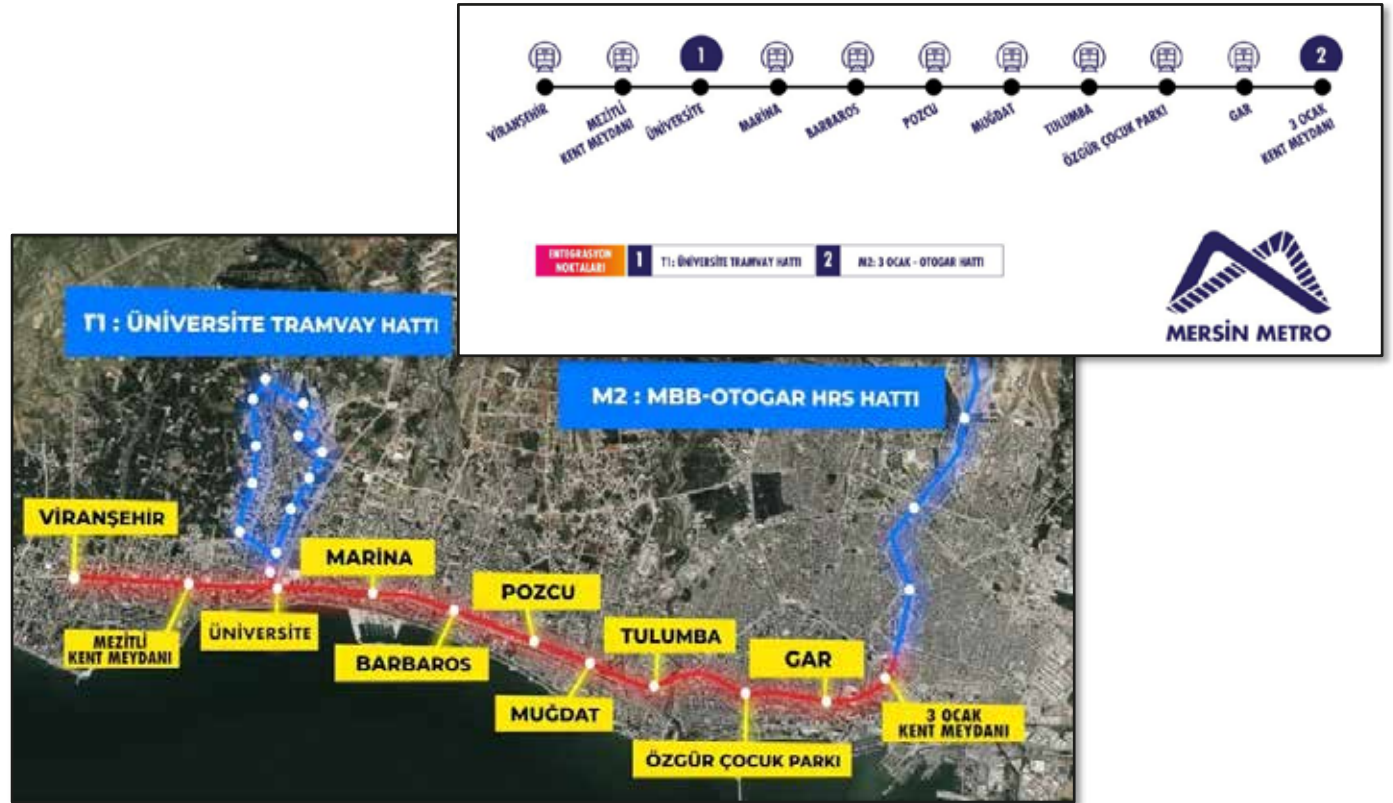 1
2
VİRANŞEHİR
MEZİTLİ
KENT MEYDANI
ÜNİVERSİTE
MARINA
BARBAROS
POZCU
MUĞDAT
TULUMBA
ÖZGÜR ÇOCUK PARKI
GAR
3 OCAK
KENT MEYDANI
ENTEGRASYON
NOKTALARI
1
T1: ÜNİVERSİTE TRAMVAY HATTI
2
M2: 3 OCAK - OTOGAR HATTI
MERSİN METRO
T1 : ÜNİVERSİTE TRAMVAY HATTI
M2 : MBB-OTOGAR HRS HATTI
VİRANŞEHİR
MEZİTLİ
KENT MEYDANI
ÜNİVERSİTE
MARİNA
BARBAROS
POZCU
MUĞDAT
TULUMBA
ÖZGÜR ÇOCUK PARKI
GAR
3 OCAK
KENT MEYDANI